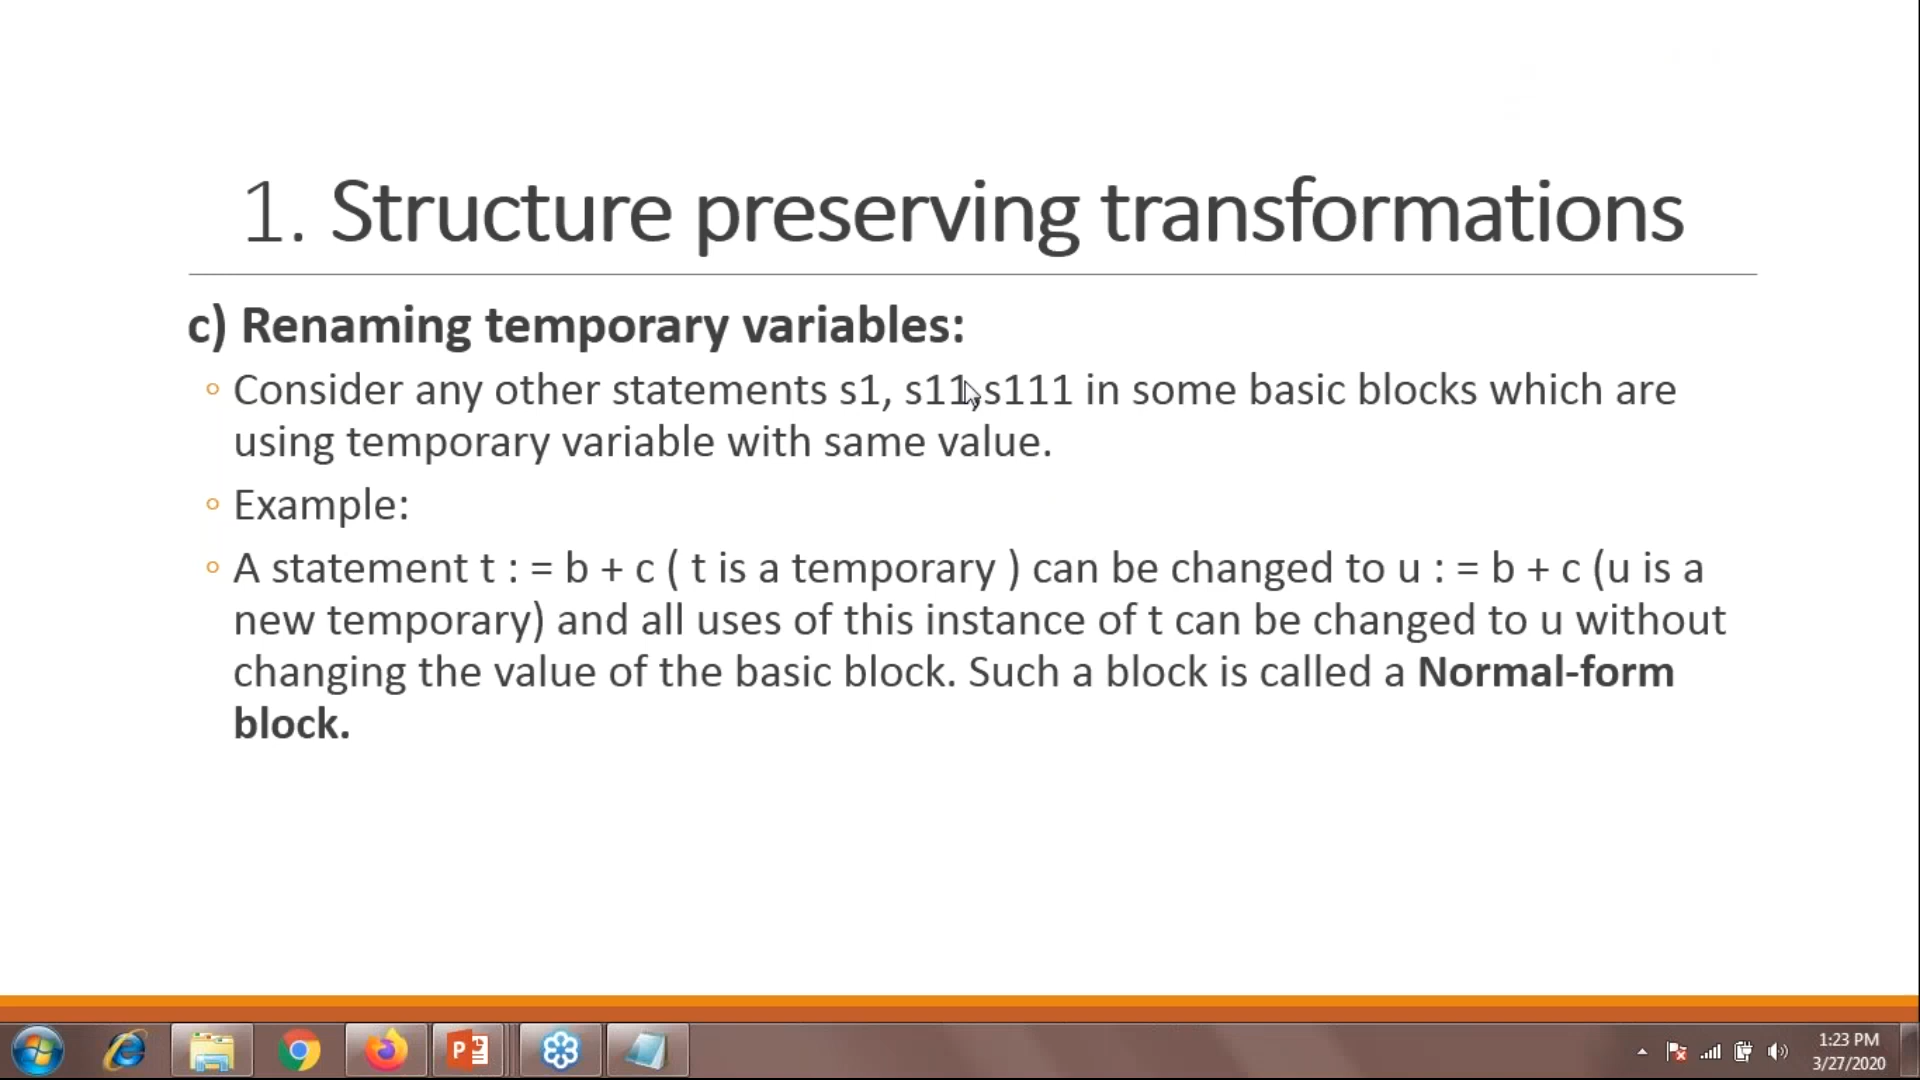 1. Structure preserving transformations
c) Renaming temporary variables:
◦ Consider any other statements s1, s11,s111 in some basic blocks which are
using temporary variable with same value.
◦ Example:
◦ A statement t : = b + c ( t is a temporary ) can be changed to u : = b + c (u is a
new temporary) and all uses of this instance of t can be changed to u without
changing the value of the basic block. Such a block is called a Normal-form
block.
1:23 PM
3/27/2020